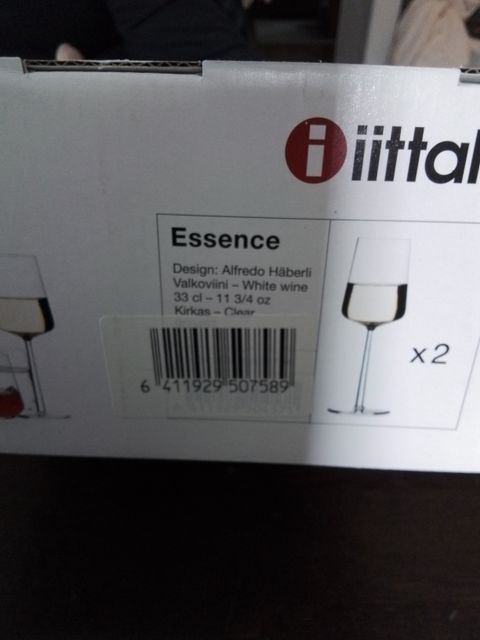 i iittal
Essence
Design: Alfredo Häberli
Valkoviini – White wine
33 cl – 11 3/4 oz
Kirkas – Clear
x2
6 411929 507589